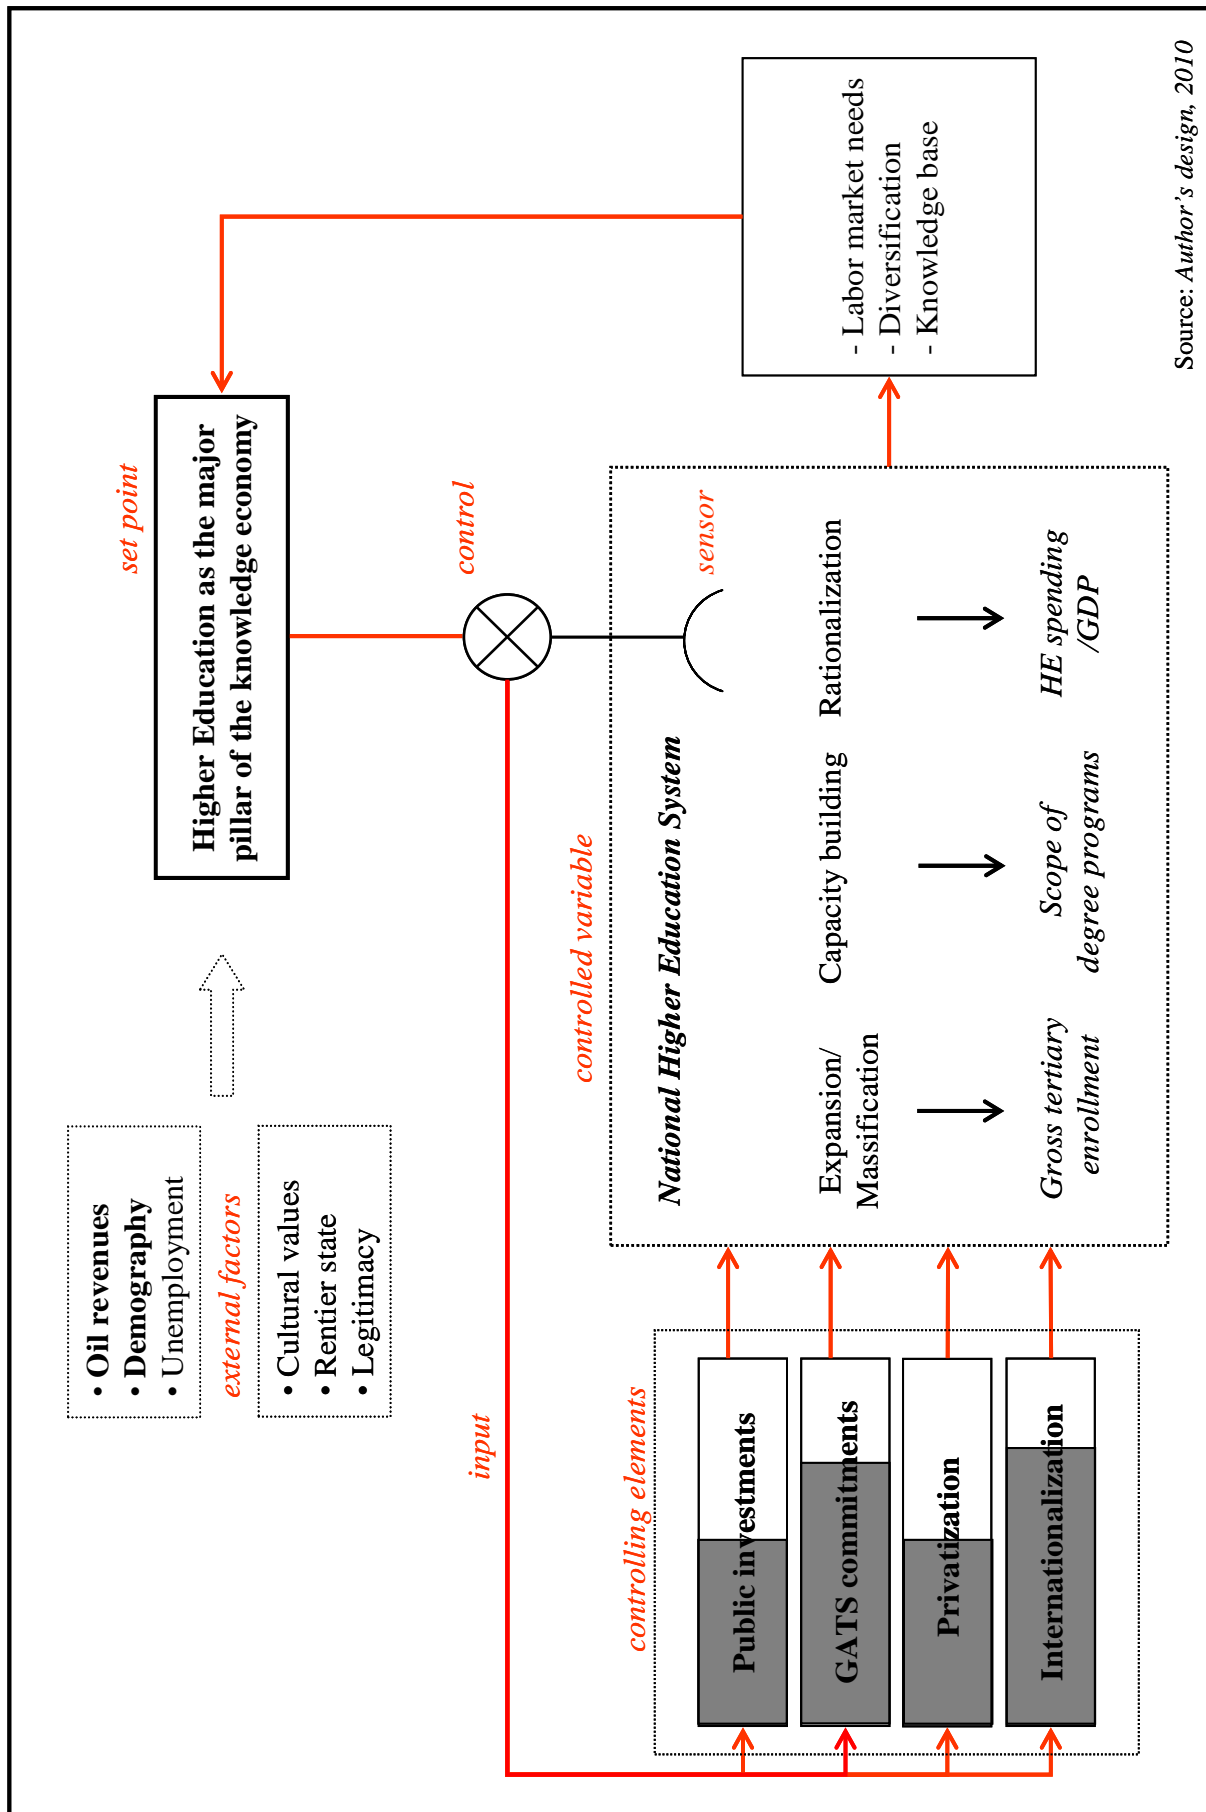 • Oil revenues
• Demography
• Unemployment
external factors
• Cultural values
• Rentier state
• Legitimacy
set point
Higher Education as the major
pillar of the knowledge economy
input
control
controlling elements
Public investments
GATS commitments
Privatization
Internationalization
controlled variable
National Higher Education System
sensor
Expansion/
Massification
Capacity building
Rationalization
Gross tertiary
enrollment
Scope of
degree programs
HE spending
/GDP
- Labor market needs
- Diversification
- Knowledge base
Source: Author's design, 2010